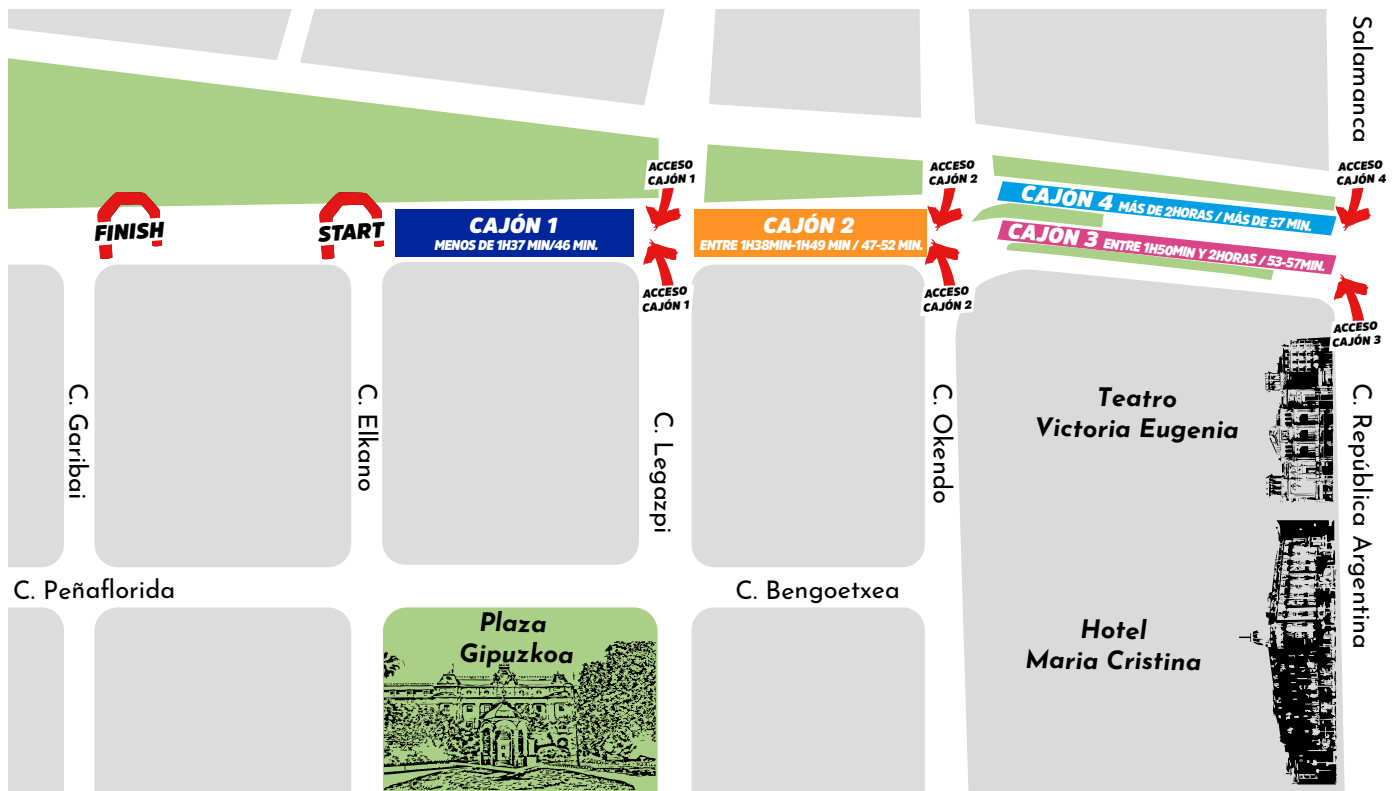 Salamanca
ACCESO
CAJÓN 1
ACCESO
CAJÓN 2
ACCESO
CAJÓN 4
FINISH
START
CAJÓN 1
MENOS DE 1H37 MIN/46 MIN.
CAJÓN 2
ENTRE 1H38MIN-1H49 MIN / 47-52 MIN.
CAJÓN 4 MÁS DE 2HORAS / MÁS DE 57 MIN.
CAJÓN 3 ENTRE 1H50MIN Y 2HORAS / 53-57MIN.
ACCESO
CAJÓN 1
ACCESO
CAJÓN 2
ACCESO
CAJÓN 3
C. Garibai
C. Elkano
C. Legazpi
C. Okendo
Teatro
Victoria Eugenia
C. República Argentina
C. Peñaflorida
C. Bengoetxea
Plaza
Gipuzkoa
Hotel
Maria Cristina